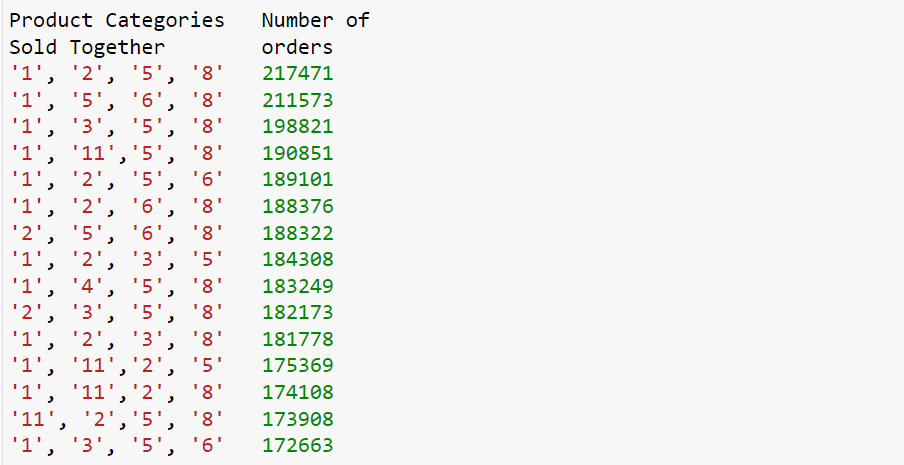 Product Categories Number of
Sold Together orders
'1', '2', '5', '8' 217471
'1', '5', '6', '8' 211573
'1', '3', '5', '8' 198821
'1', '11','5', '8' 190851
'1', '2', '5', '6' 189101
'1', '2', '6', '8' 188376
'2', '5', '6', '8' 188322
'1', '2', '3', '5' 184308
'1', '4', '5', '8' 183249
'2', '3', '5', '8' 182173
'1', '2', '3', '8' 181778
'1', '11','2', '5' 175369
'1', '11','2', '8' 174108
'11', '2','5', '8' 173908
'1', '3', '5', '6' 172663